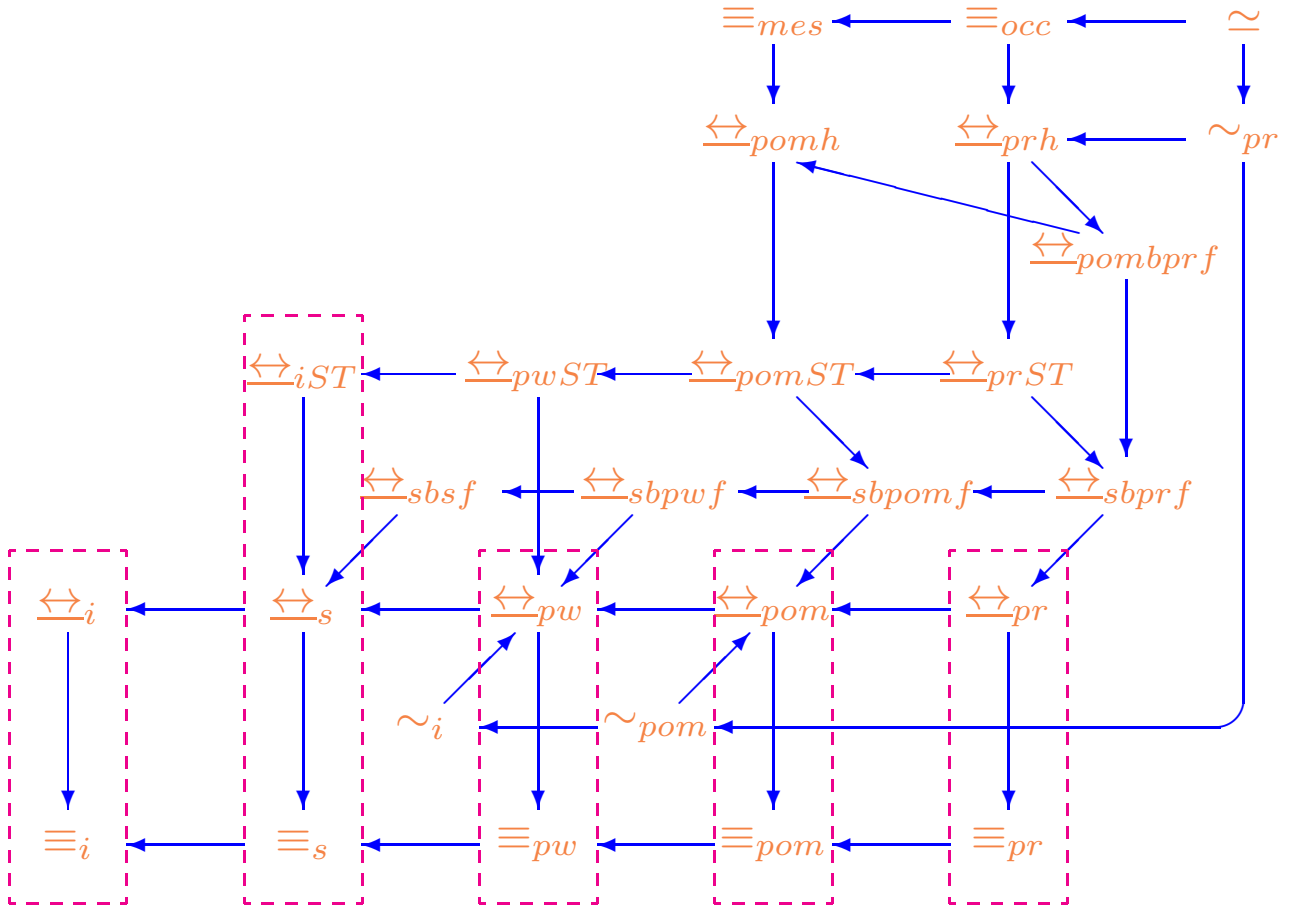 ≡mes ≡occ ≃
↔pomh ↔prh ∼pr
↔pombprf
↔iST ↔pwST ↔pomST ↔prST
↔sbsf ↔sbpwf ↔sbpomf ↔sbprf
↔i ↔s ↔pw ↔pom ↔pr
∼i ∼pom
≡i ≡s ≡pw ≡pom ≡pr